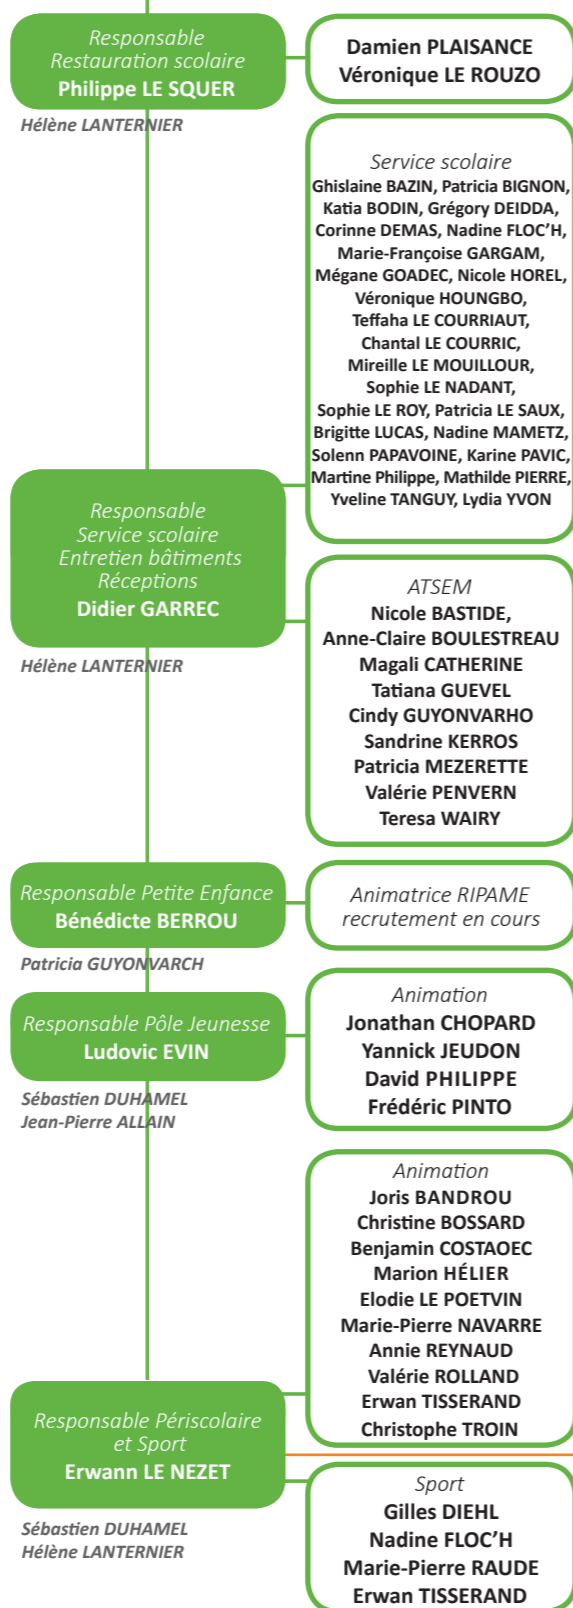 Responsable
Restauration scolaire
Philippe LE SQUER
Hélène LANTERNIER
Damien PLAISANCE
Véronique LE ROUZO
Service scolaire
Ghislaine BAZIN, Patricia BIGNON,
Katia BODIN, Grégory DEIDDA,
Corinne DEMAS, Nadine FLOC’H,
Marie-Françoise GARGAM,
Mégane GOADEC, Nicole HOREL,
Véronique HOUNGBO,
Teffaha LE COURRIAUT,
Chantal LE COURRIC,
Mireille LE MOUILLOUR,
Sophie LE NADANT,
Sophie LE ROY, Patricia LE SAUX,
Brigitte LUCAS, Nadine MAMETZ,
Solenn PAPAVOINE, Karine PAVIC,
Martine Philippe, Mathilde PIERRE,
Yveline TANGUY, Lydia YVON
Responsable
Service scolaire
Entretien bâtiments
Réceptions
Didier GARREC
Hélène LANTERNIER
ATSEM
Nicole BASTIDE,
Anne-Claire BOULESTREAU
Magali CATHERINE
Tatiana GUEVEL
Cindy GUYONVARHO
Sandrine KERROS
Patricia MEZERETTE
Valérie PENVERN
Teresa WAIRY
Responsable Petite Enfance
Bénédicte BERROU
Patricia GUYONVARCH
Animatrice RIPAME
recrutement en cours
Responsable Pôle Jeunesse
Ludovic EVIN
Sébastien DUHAMEL
Jean-Pierre ALLAIN
Animation
Jonathan CHOPARD
Yannick JEUDON
David PHILIPPE
Frédéric PINTO
Animation
Joris BANDROU
Christine BOSSARD
Benjamin COSTAOEC
Marion HÉLIER
Elodie LE POETVIN
Marie-Pierre NAVARRE
Annie REYNAUD
Valérie ROLLAND
Erwan TISSERAND
Christophe TROIN
Responsable Périscolaire
et Sport
Erwann LE NEZET
Sébastien DUHAMEL
Hélène LANTERNIER
Sport
Gilles DIEHL
Nadine FLOC’H
Marie-Pierre RAUDE
Erwan TISSERAND